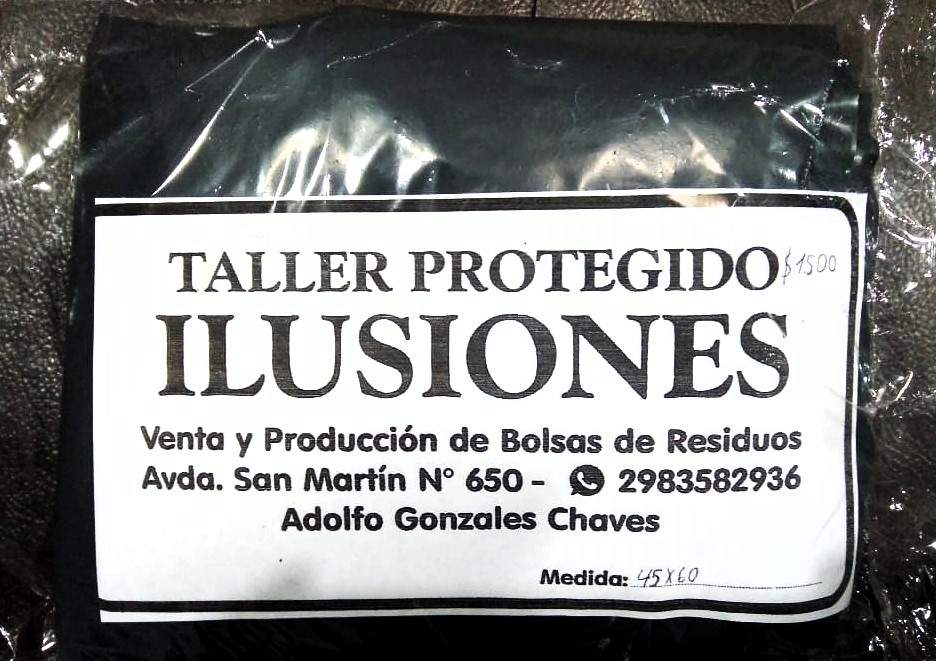 TALLER PROTEGIDO $1500
ILUSIONES
Venta y Producción de Bolsas de Residuos
Avda. San Martín N° 650 - 2983582936
Adolfo Gonzales Chaves
Medida: 45x60